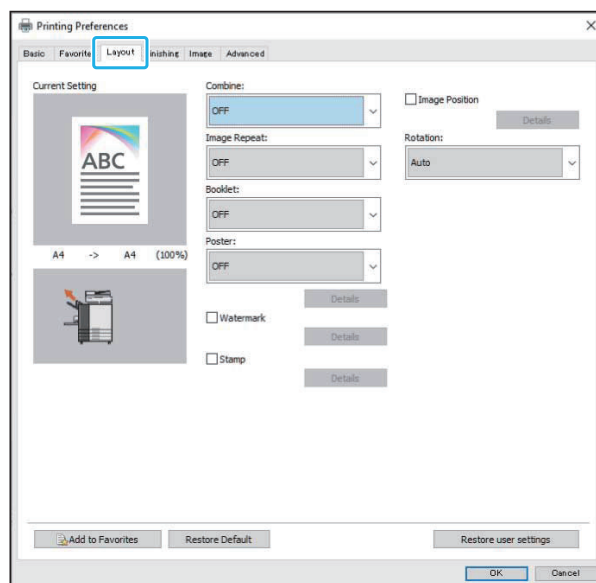 Printing Preferences
Basic Favorite Layout inishing Image Advanced
Current Setting
ABC
A4 -> A4 (100%)
Combine:
OFF
Image Repeat:
OFF
Booklet:
OFF
Poster:
OFF
Details
Watermark
Details
Stamp
Details
Image Position
Details
Rotation:
Auto
Add to Favorites Restore Default Restore user settings
OK Cancel